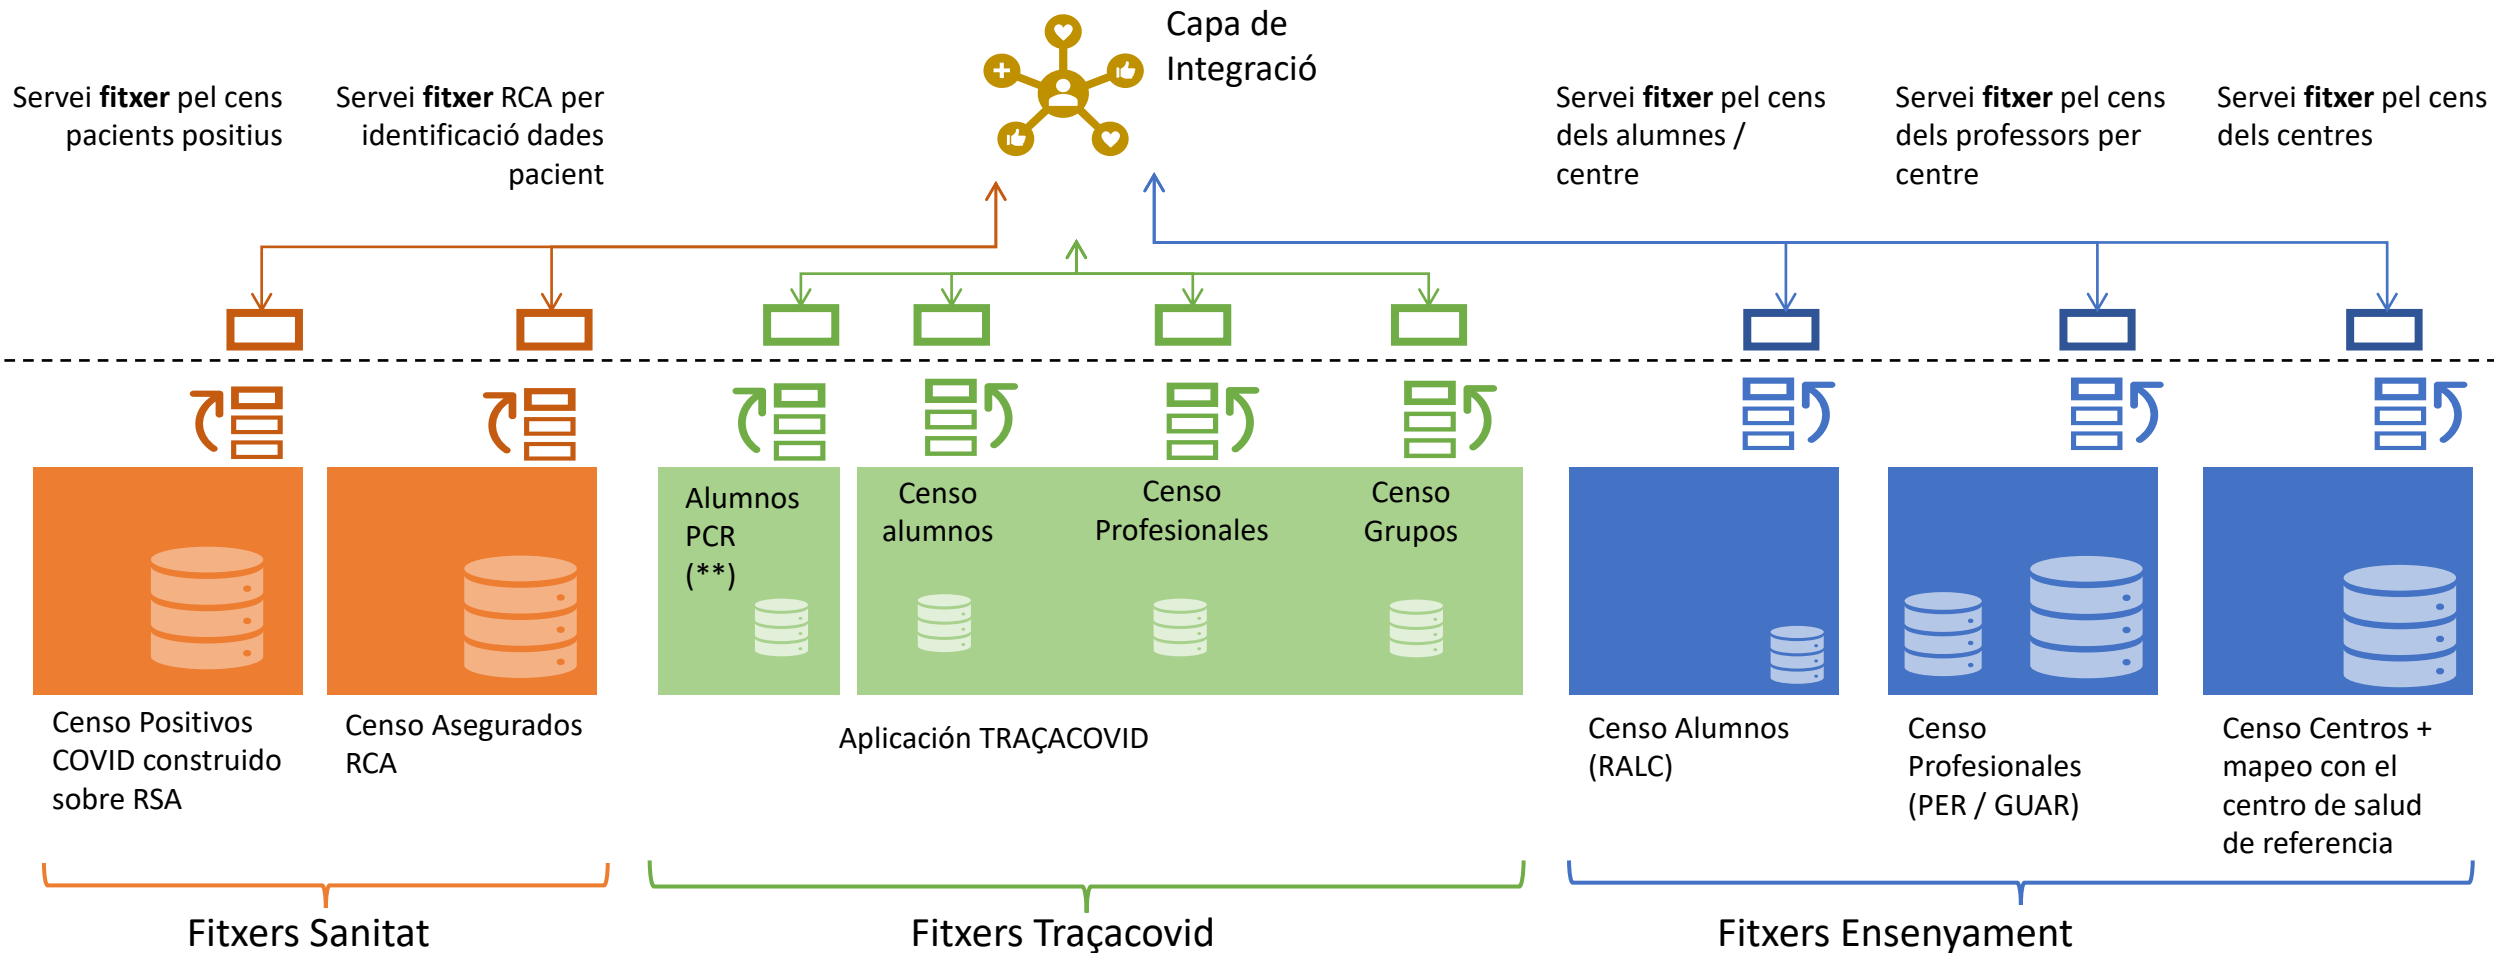 Capa de
Integració
Servei fitxer pel cens
pacients positius
Servei fitxer RCA per
identificació dades
pacient
Servei fitxer pel cens
dels alumnes /
centre
Servei fitxer pel cens
dels professors per
centre
Servei fitxer pel cens
dels centres
Alumnos
PCR
(**)
Censo
alumnos
Censo
Profesionales
Censo
Grupos
Censo Positivos
COVID construido
sobre RSA
Censo Asegurados
RCA
Aplicación TRAÇACOVID
Censo Alumnos
(RALC)
Censo
Profesionales
(PER / GUAR)
Censo Centros +
mapeo con el
centro de salud
de referencia
Fitxers Sanitat
Fitxers Traçacovid
Fitxers Ensenyament